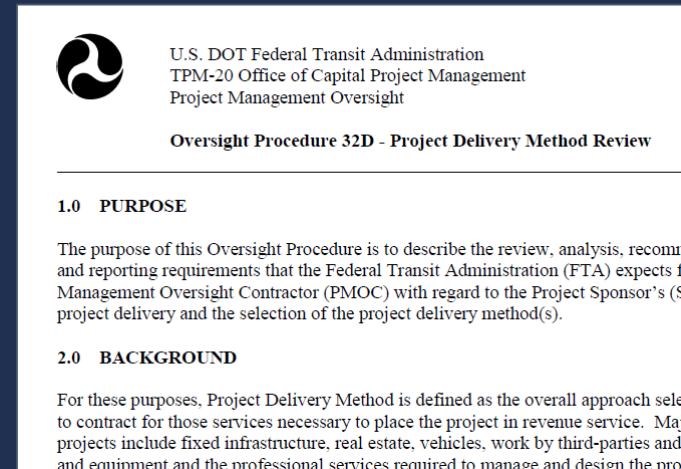 U.S. DOT Federal Transit Administration
TPM-20 Office of Capital Project Management
Project Management Oversight
Oversight Procedure 32D - Project Delivery Method Review
1.0 PURPOSE
The purpose of this Oversight Procedure is to describe the review, analysis,
and reporting requirements that the Federal Transit Administration (FTA) expects
Management Oversight Contractor (PMOC) with regard to the Project Sponsor's
project delivery and the selection of the project delivery method(s).
2.0 BACKGROUND
For these purposes, Project Delivery Method is defined as the overall approach
to contract for those services necessary to place the project in revenue service.
projects include fixed infrastructure, real estate, vehicles, work by third-parties and
and equipment and the professional services required to manage and design the